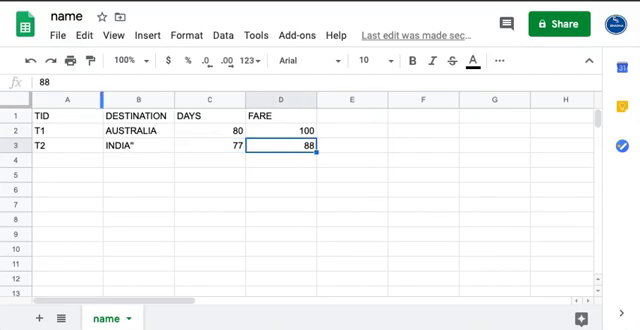 name
Share
File Edit View Insert Format Data Tools Add-ons Help Last edit was made sec...
100% $ % .0 .00 123 Arial 10 B I S A
fx 88
A B C D E F G H
1 TID DESTINATION DAYS FARE
2 T1 AUSTRALIA 80 100
3 T2 INDIA" 77 88
4
5
6
7
8
9
10
11
12
13
name